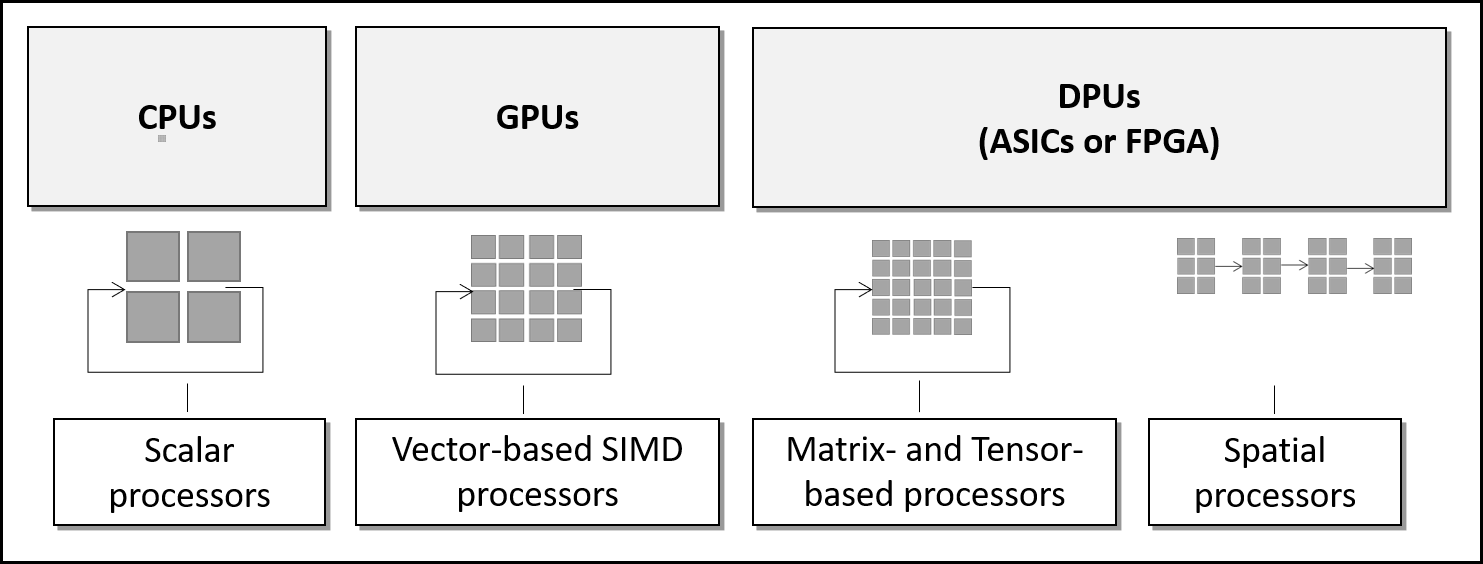 CPUs
GPUs
DPUs
(ASICs or FPGA)
Scalar
processors
Vector-based SIMD
processors
Matrix- and Tensor-
based processors
Spatial
processors